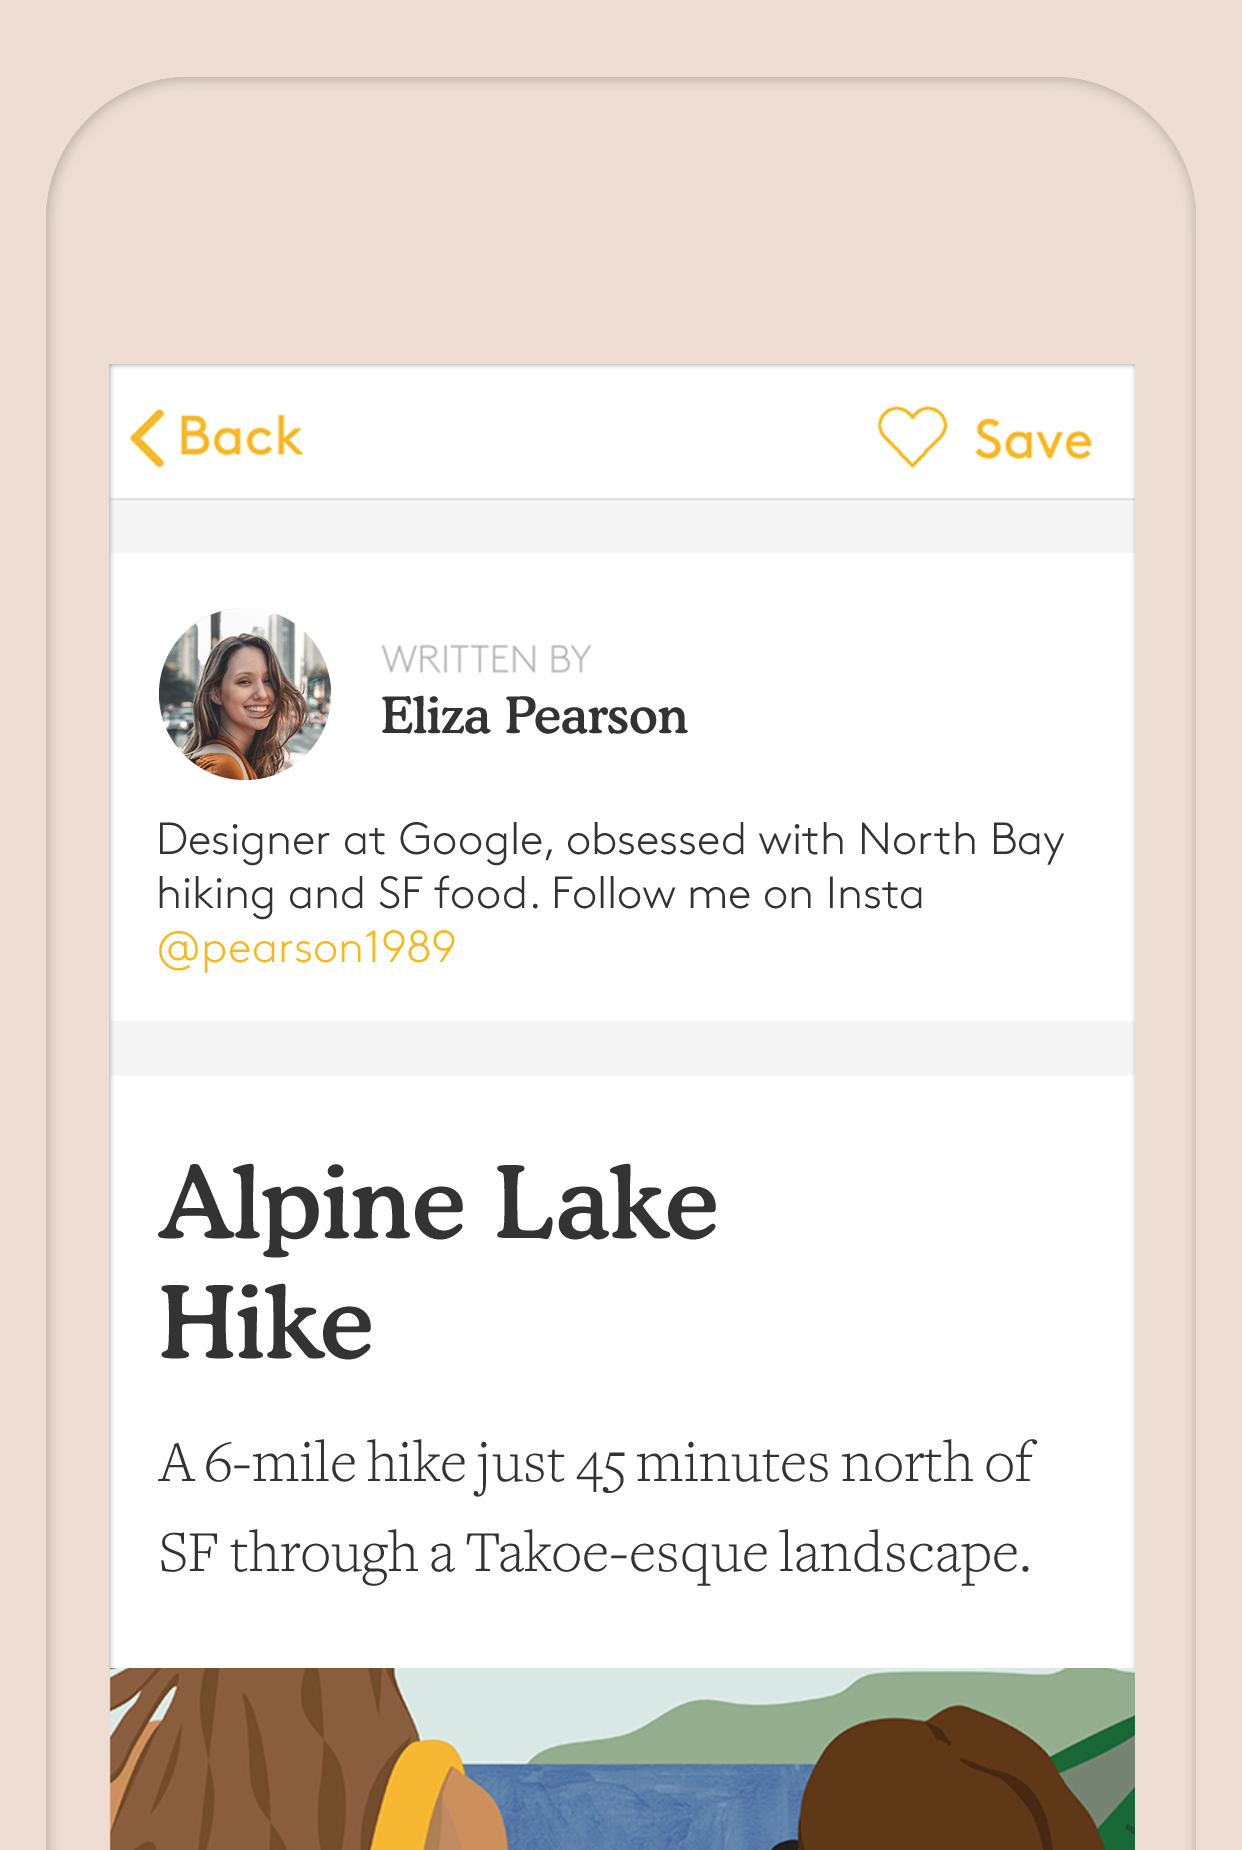 Back
Save
WRITTEN BY
Eliza Pearson
Designer at Google, obsessed with North Bay
hiking and SF food. Follow me on Insta
@pearson1989
Alpine Lake
Hike
A 6-mile hike just 45 minutes north of
SF through a Takoe-esque landscape.